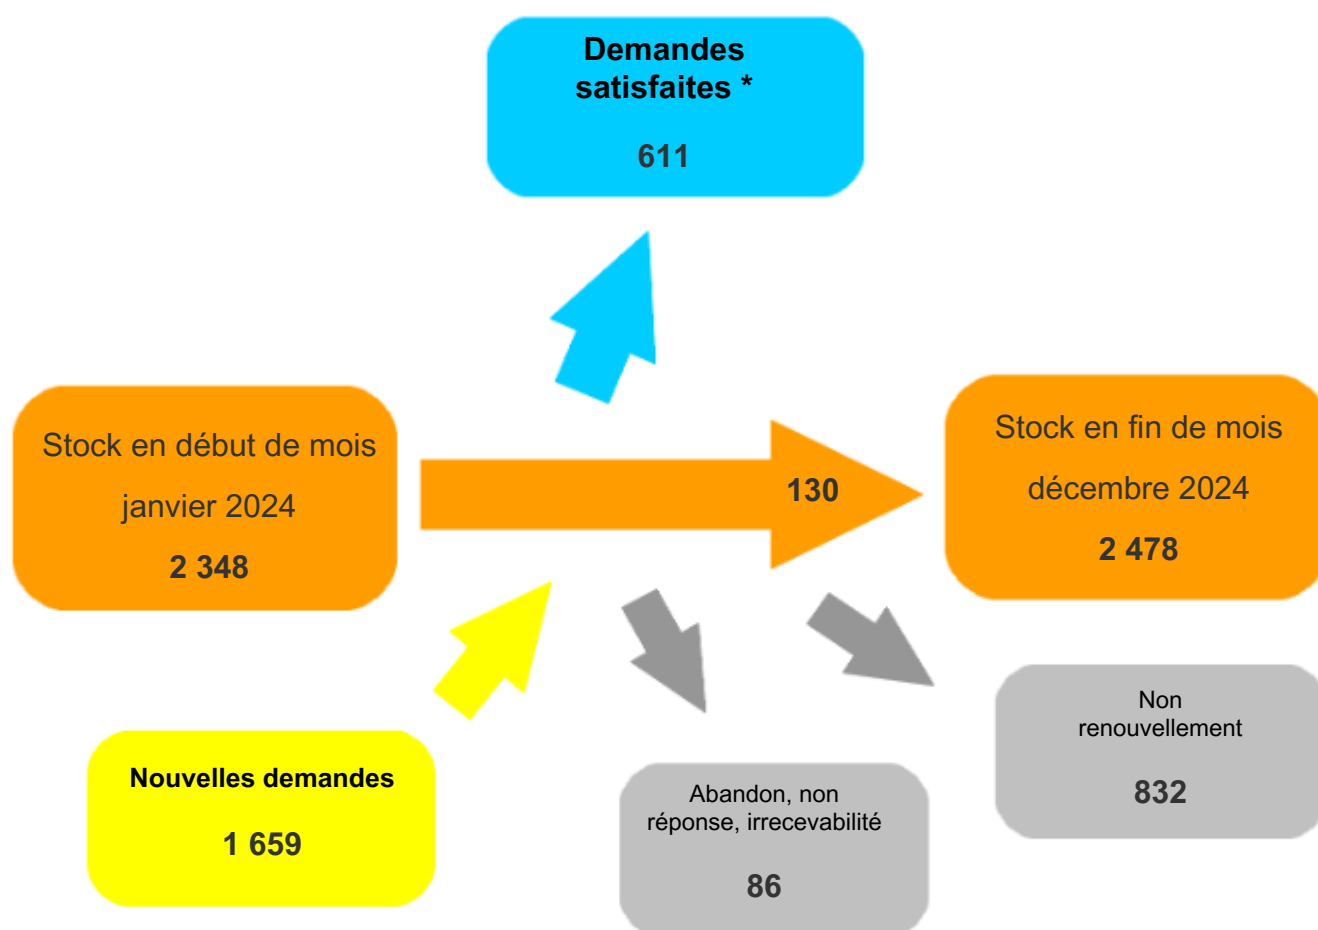 Demandes
satisfaites *
611
Stock en début de mois
janvier 2024
2 348
130
Stock en fin de mois
décembre 2024
2 478
Nouvelles demandes
1 659
Abandon, non
réponse, irrecevabilité
86
Non
renouvellement
832